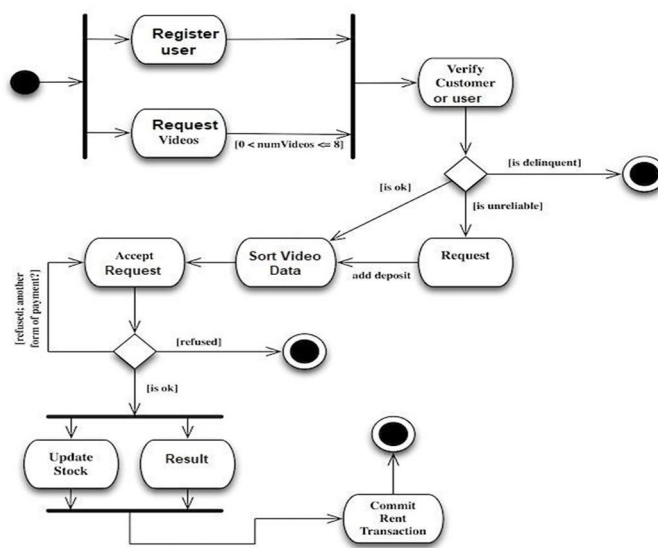 Register
user
Request
Videos
[0 < numVideos <= 8]
Verify
Customer
or user
[is delinquent]
[is ok]
[is unreliable]
Request
add deposit
Sort Video
Data
Accept
Request
[refused; another
form of payment?]
[refused]
[is ok]
Update
Stock
Result
Commit
Rent
Transaction